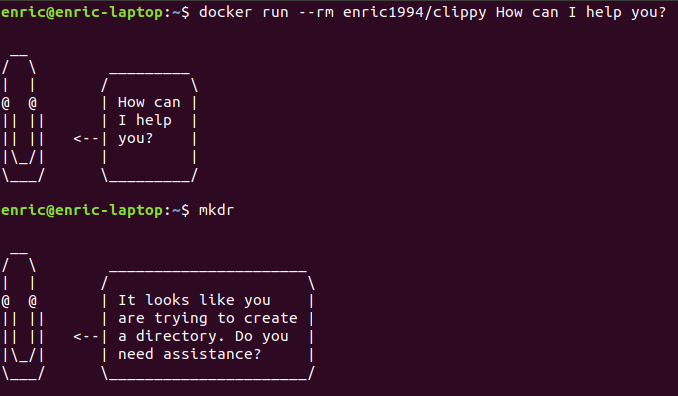 enric@enric-laptop:~$ docker run --rm enric1994/clippy How can I help you?
  __
 /  \         _________
 |  |        /         \
 @  @        | How can |
 || ||       | I help  |
 || ||   <--| you?    |
 |\_/|       |         |
 \___/       \_________/
enric@enric-laptop:~$ mkdr
  __
 /  \         ______________________
 |  |        /                      \
 @  @        | It looks like you    |
 || ||       | are trying to create |
 || ||   <--| a directory. Do you  |
 |\_/|       | need assistance?     |
 \___/       \______________________/